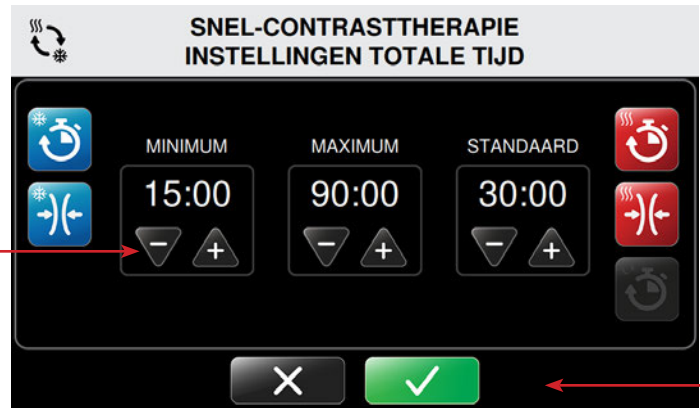 SNEL-CONTRASTTHERAPIE
INSTELLINGEN TOTALE TIJD
MINIMUM MAXIMUM STANDAARD
15:00 90:00 30:00
− + − + − +